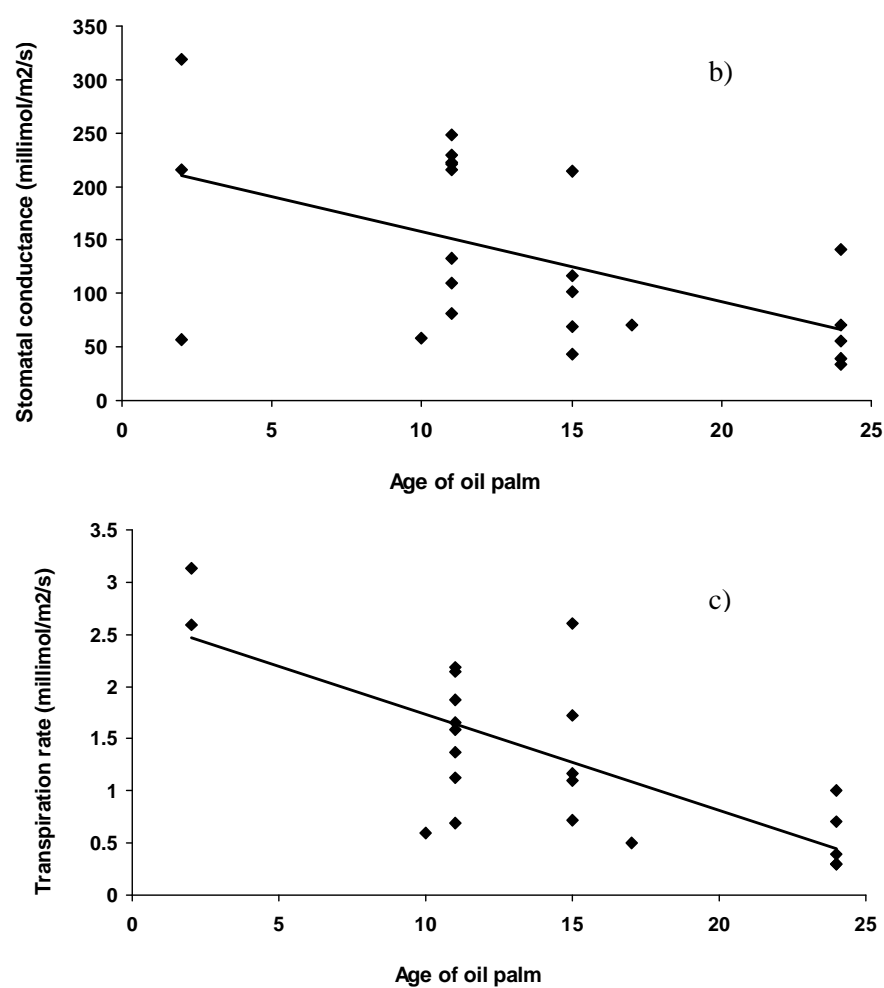 350
300
250
200
150
100
50
0
Stomatal conductance (millimol/m2/s)
b)
0 5 10 15 20 25
Age of oil palm
3.5
3
2.5
2
1.5
1
0.5
0
Transpiration rate (millimol/m2/s)
c)
0 5 10 15 20 25
Age of oil palm